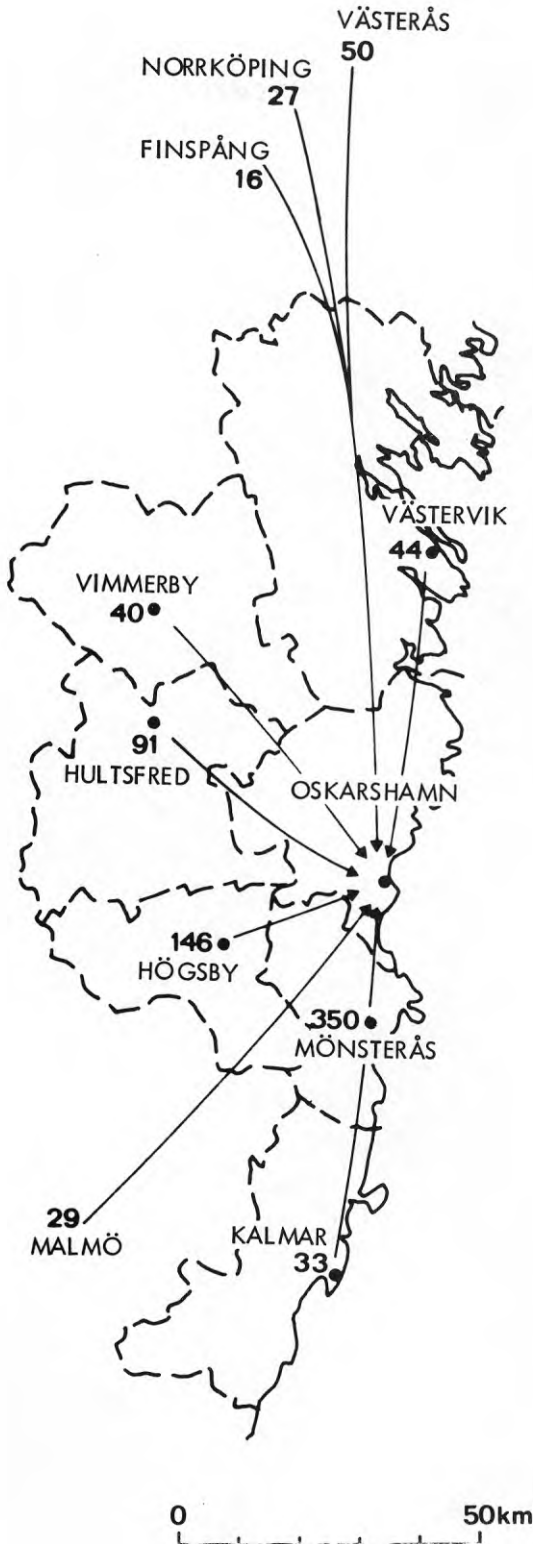 VÄSTERÅS
50
NORRKÖPING
27
FINSPÅNG
16
VÄSTERVIK
44
VIMMERBY
40
91
HULTSFRED
OSKARSHAMN
146
HÖGSBY
350
MÖNSTERÅS
29
MALMÖ
KALMAR
33
0 50km